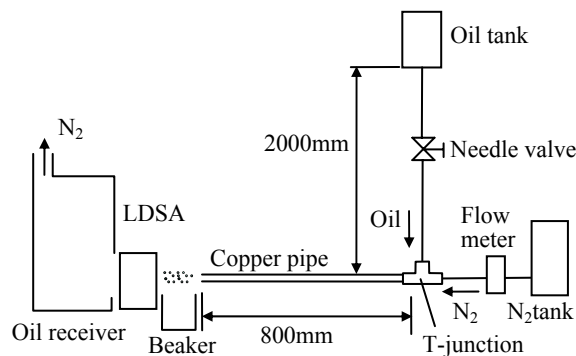 Oil tank
N2
2000mm
Needle valve
LDSA
Oil
Flow
meter
Copper pipe
N2
N2tank
Oil receiver
Beaker
800mm
T-junction